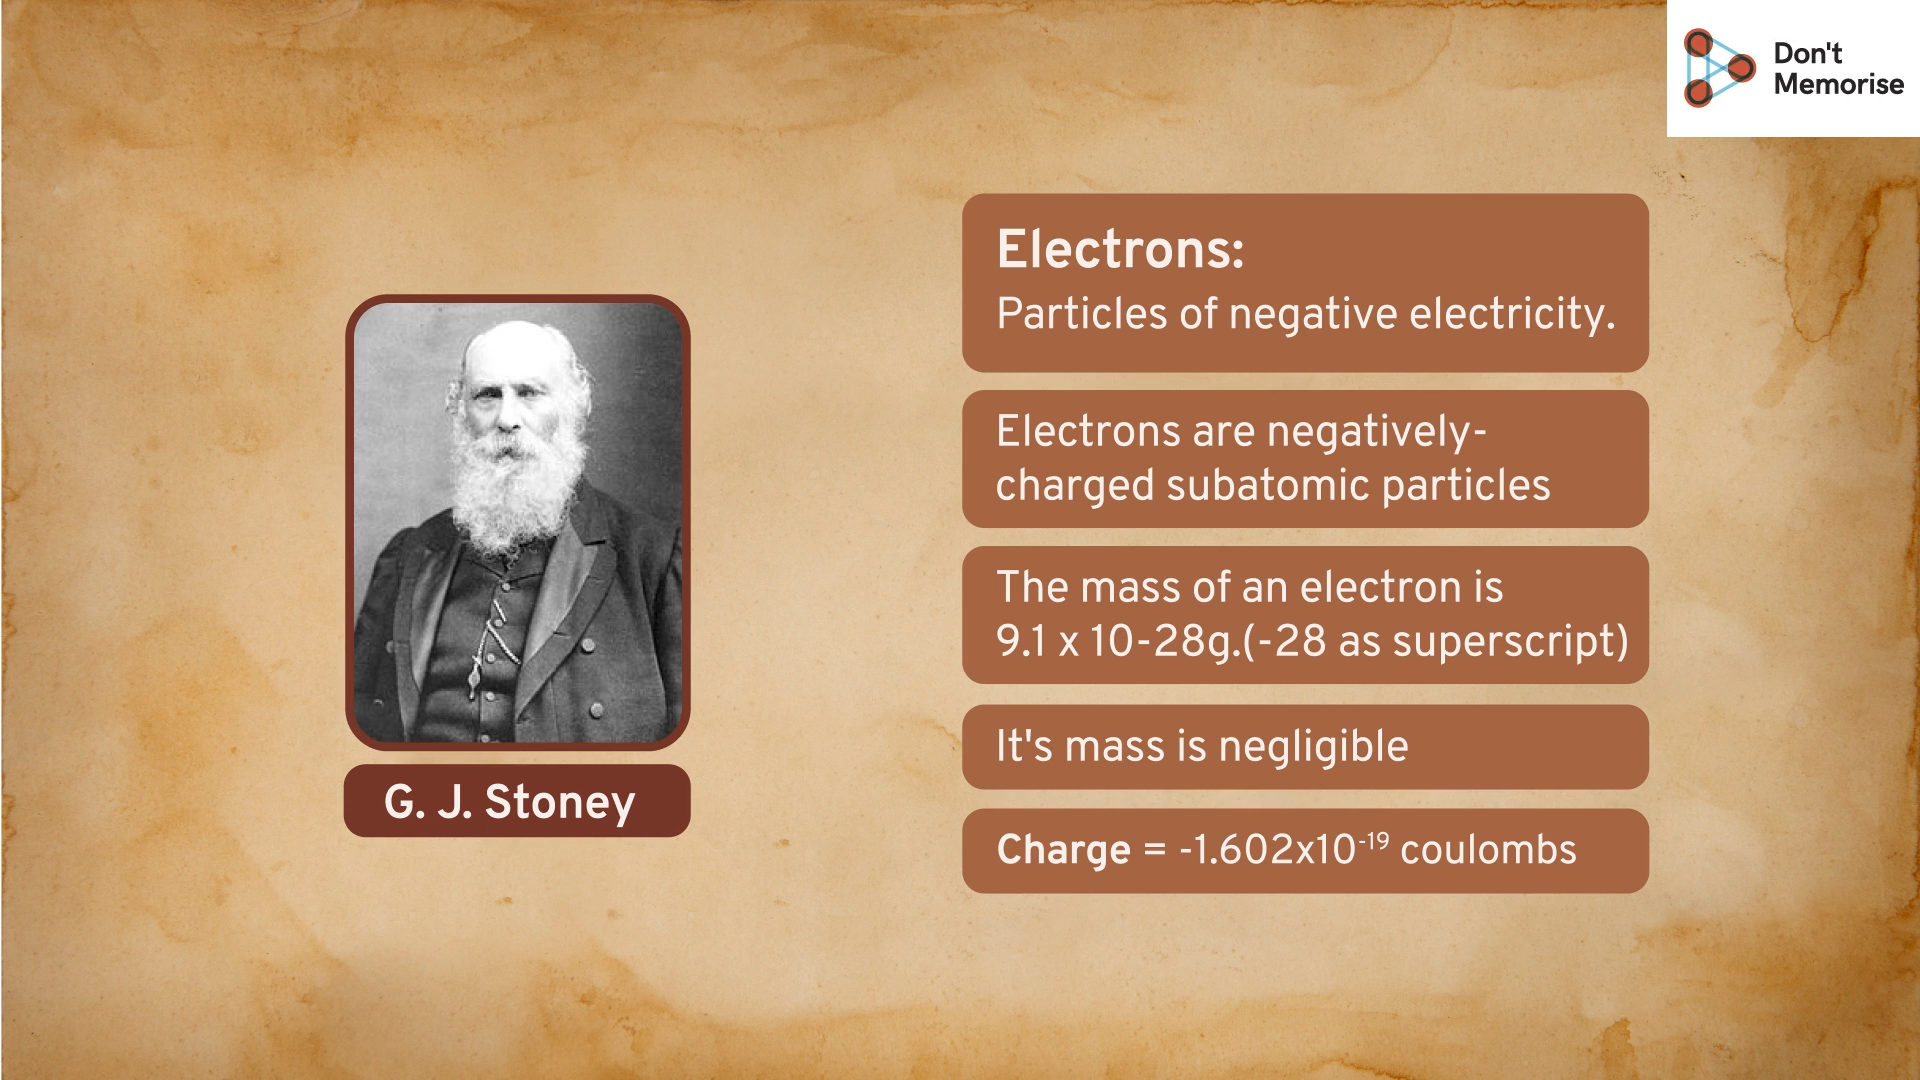 Don't
Memorise
Electrons:
Particles of negative electricity.
Electrons are negatively-
charged subatomic particles
The mass of an electron is
9.1 x 10-28g.(-28 as superscript)
It's mass is negligible
Charge = -1.602x10⁻¹⁹ coulombs
G. J. Stoney